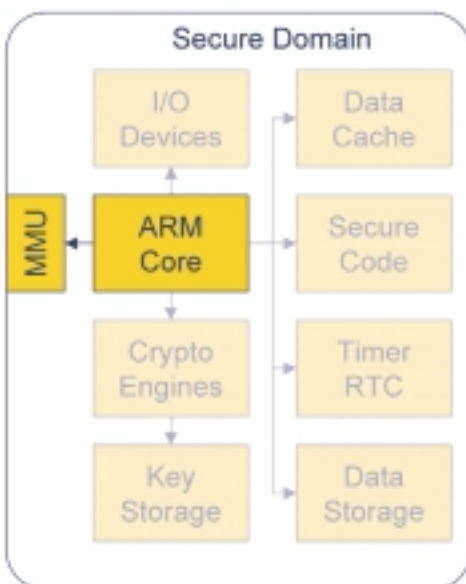 Secure Domain
I/O
Devices
Data
Cache
MMU
ARM
Core
Secure
Code
Crypto
Engines
Timer
RTC
Key
Storage
Data
Storage